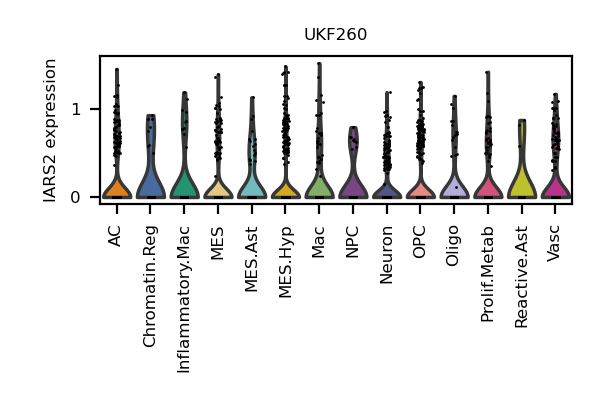 UKF260
IARS2 expression
1
0
AC
Chromatin.Reg
Inflammatory.Mac
MES
MES.Ast
MES.Hyp
Mac
NPC
Neuron
OPC
Oligo
Prolif.Metab
Reactive.Ast
Vasc